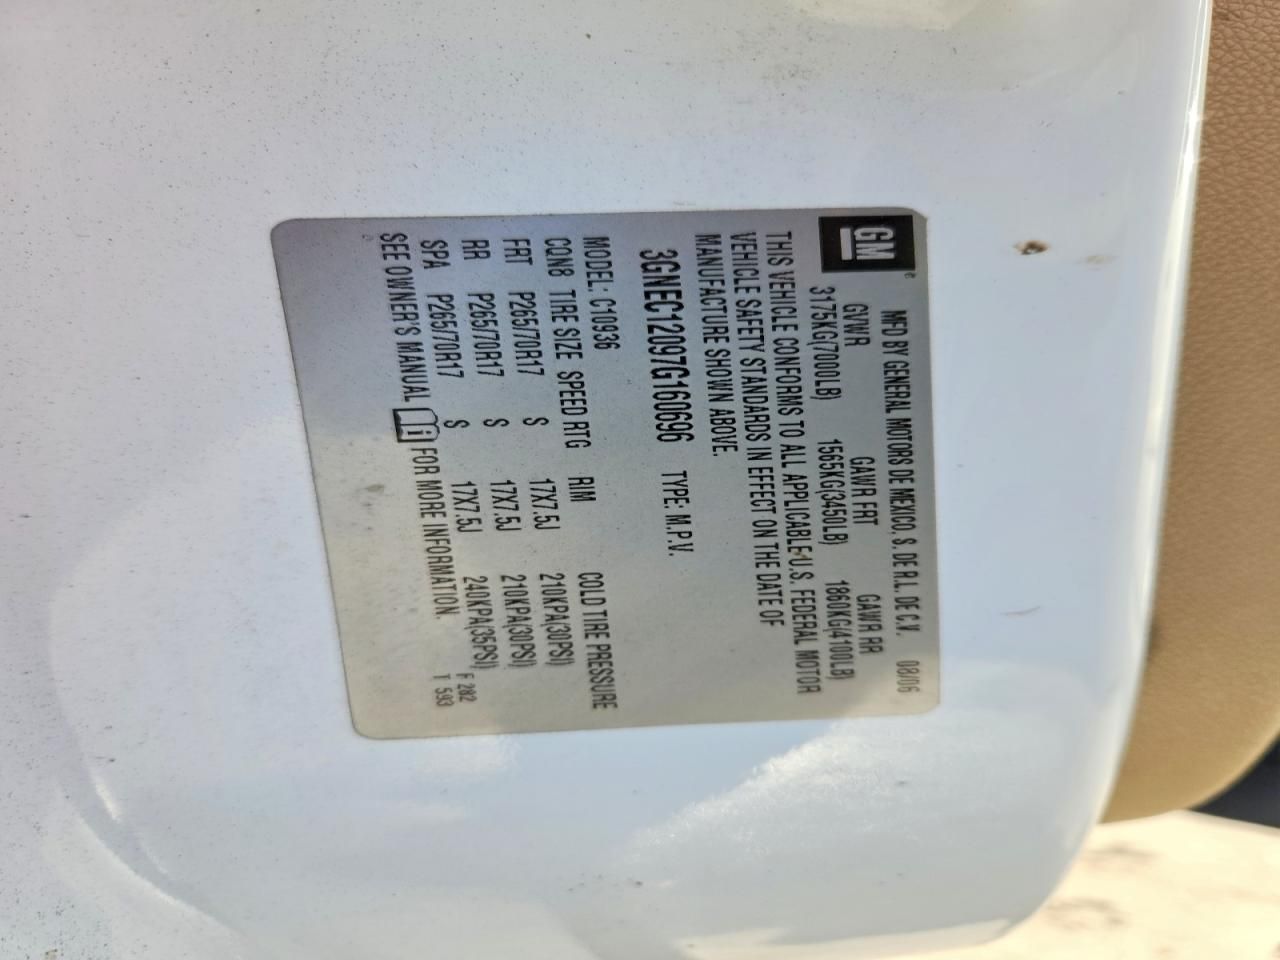 GM ® MFD BY GENERAL MOTORS DE MEXICO, S. DE R.L. DE C.V. 08/06
GVWR GAWR FRT GAWR RR
3175KG(7000LB) 1565KG(3450LB) 1860KG(4100LB)
THIS VEHICLE CONFORMS TO ALL APPLICABLE U.S. FEDERAL MOTOR
VEHICLE SAFETY STANDARDS IN EFFECT ON THE DATE OF
MANUFACTURE SHOWN ABOVE.
3GNEC12097G160696 TYPE: M.P.V.
MODEL: C10936
CQN8 TIRE SIZE SPEED RTG RIM COLD TIRE PRESSURE
FRT P265/70R17 S 17X7.5J 210KPA(30PSI)
RR P265/70R17 S 17X7.5J 210KPA(30PSI)
SPA P265/70R17 S 17X7.5J 240KPA(35PSI) F 282
SEE OWNER'S MANUAL i FOR MORE INFORMATION. T 593